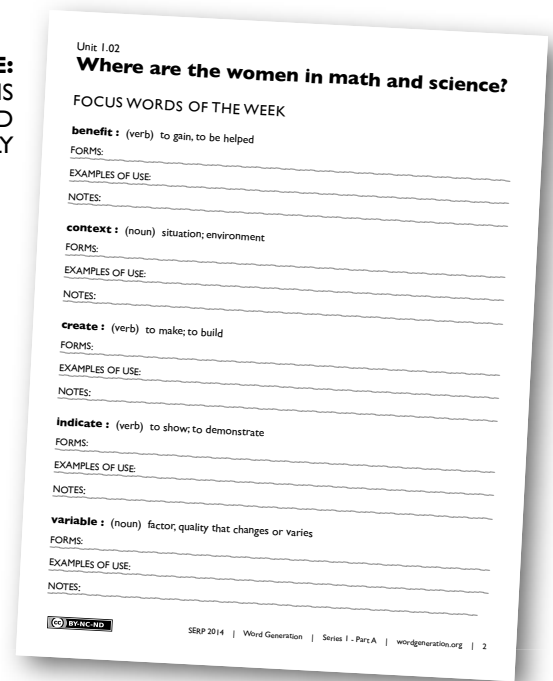 E:
IS
D
LY
Unit 1.02
Where are the women in math and science?
FOCUS WORDS OF THE WEEK
benefit : (verb) to gain, to be helped
FORMS:
EXAMPLES OF USE:
NOTES:
context : (noun) situation; environment
FORMS:
EXAMPLES OF USE:
NOTES:
create : (verb) to make; to build
FORMS:
EXAMPLES OF USE:
NOTES:
indicate : (verb) to show; to demonstrate
FORMS:
EXAMPLES OF USE:
NOTES:
variable : (noun) factor, quality that changes or varies
FORMS:
EXAMPLES OF USE:
NOTES:
cc BY-NC-ND
SERP 2014 | Word Generation | Series 1 - Part A | wordgeneration.org | 2